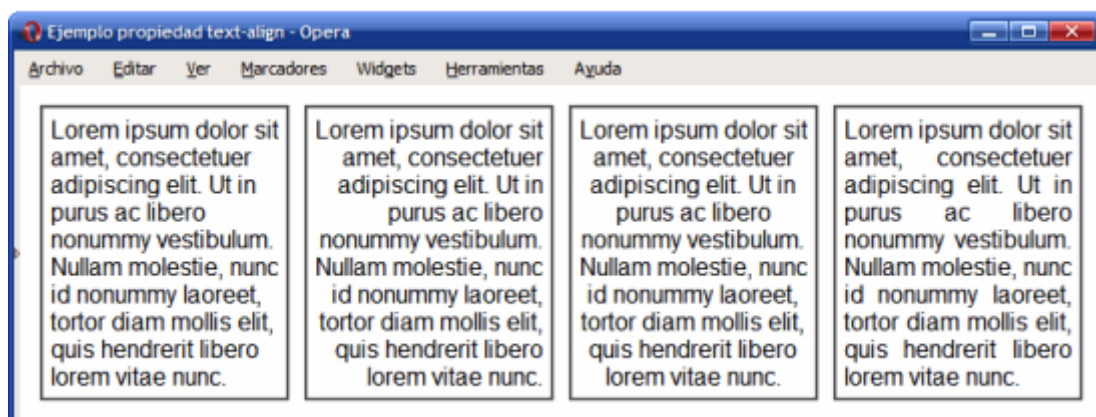 Ejemplo propiedad text-align - Opera
Archivo Editar Ver Marcadores Widgets Herramientas Ayuda
Lorem ipsum dolor sit
amet, consectetuer
adipiscing elit. Ut in
purus ac libero
nonummy vestibulum.
Nullam molestie, nunc
id nonummy laoreet,
tortor diam mollis elit,
quis hendrerit libero
lorem vitae nunc.
Lorem ipsum dolor sit
amet, consectetuer
adipiscing elit. Ut in
purus ac libero
nonummy vestibulum.
Nullam molestie, nunc
id nonummy laoreet,
tortor diam mollis elit,
quis hendrerit libero
lorem vitae nunc.
Lorem ipsum dolor sit
amet, consectetuer
adipiscing elit. Ut in
purus ac libero
nonummy vestibulum.
Nullam molestie, nunc
id nonummy laoreet,
tortor diam mollis elit,
quis hendrerit libero
lorem vitae nunc.
Lorem ipsum dolor sit
amet, consectetuer
adipiscing elit. Ut in
purus ac libero
nonummy vestibulum.
Nullam molestie, nunc
id nonummy laoreet,
tortor diam mollis elit,
quis hendrerit libero
lorem vitae nunc.